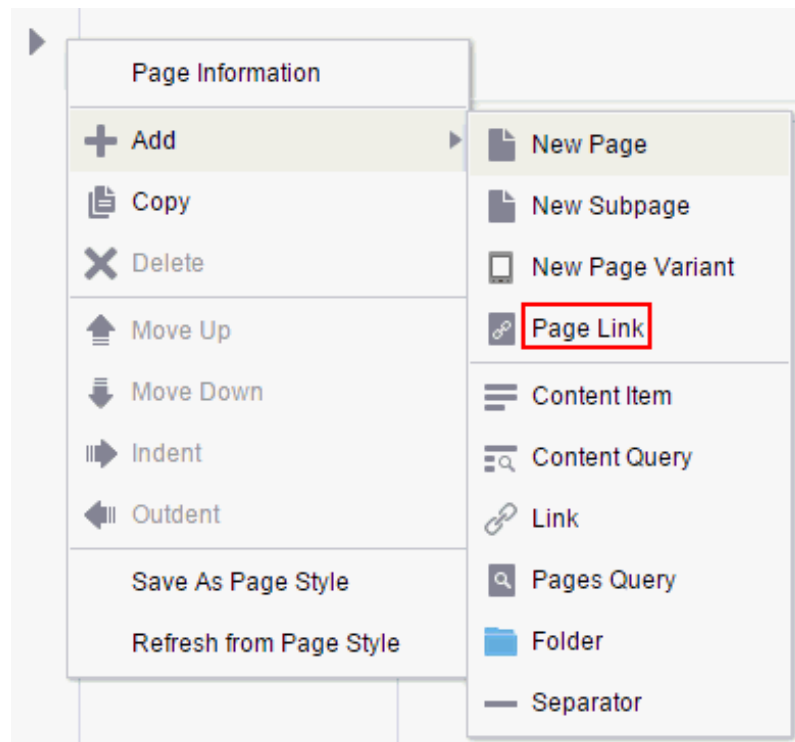 Page Information
Add
Copy
Delete
Move Up
Move Down
Indent
Outdent
Save As Page Style
Refresh from Page Style
New Page
New Subpage
New Page Variant
Page Link
Content Item
Content Query
Link
Pages Query
Folder
Separator